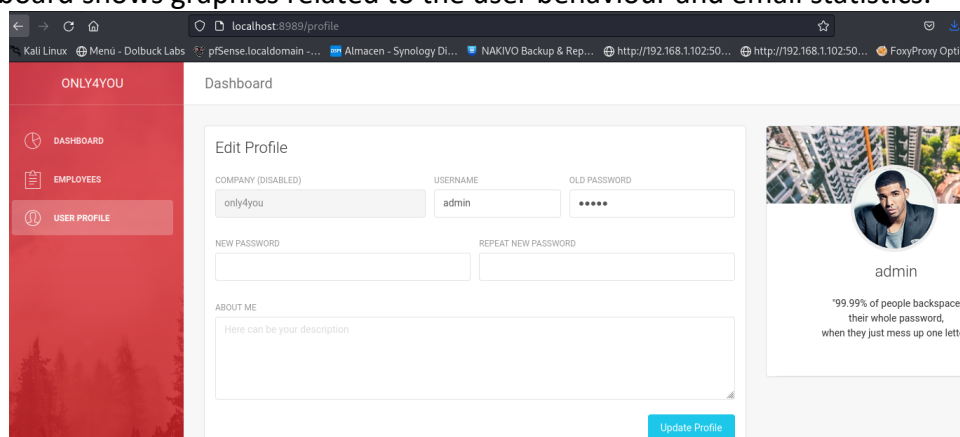 board shows graphics related to the user behaviour and email statistics.
localhost:8989/profile
Kali Linux Menú - Dolbuck Labs pfSense.localdomain -... Almacen - Synology Di... NAKIVO Backup & Rep... http://192.168.1.102:50... http://192.168.1.102:50... FoxyProxy Opti
ONLY4YOU Dashboard
DASHBOARD
EMPLOYEES
USER PROFILE
Edit Profile
COMPANY (DISABLED) USERNAME OLD PASSWORD
only4you admin •••••
NEW PASSWORD REPEAT NEW PASSWORD
ABOUT ME
Here can be your description
Update Profile
admin
"99.99% of people backspace
their whole password,
when they just mess up one lett